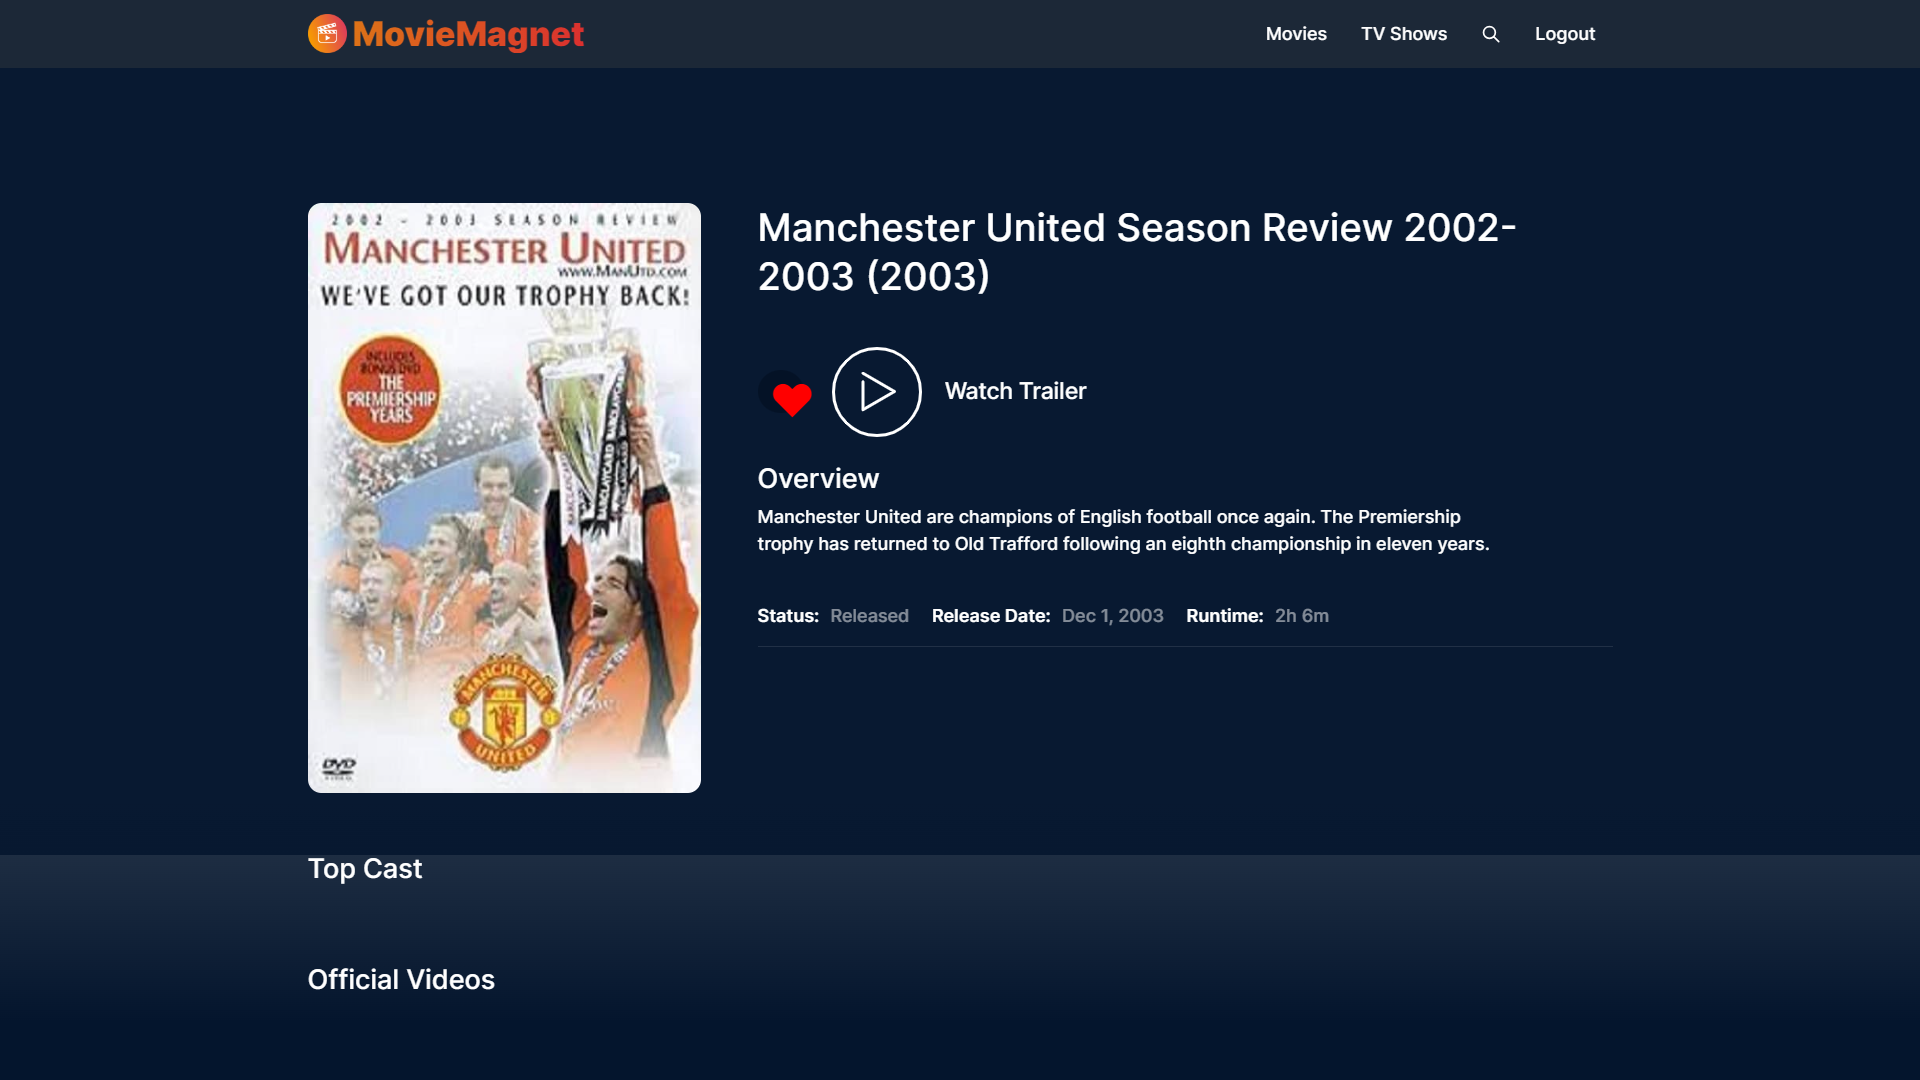 MovieMagnet
Movies
TV Shows
Logout
2002 - 2003 SEASON REVIEW
MANCHESTER UNITED
WWW.MANUTD.COM
WE'VE GOT OUR TROPHY BACK!
INCLUDES
BONUS DVD
THE
PREMIERSHIP
YEARS
BARCLAYCARD
BARCLAYCARD
MANCHESTER
UNITED
DVD
Manchester United Season Review 2002-
2003 (2003)
Watch Trailer
Overview
Manchester United are champions of English football once again. The Premiership
trophy has returned to Old Trafford following an eighth championship in eleven years.
Status: Released Release Date: Dec 1, 2003 Runtime: 2h 6m
Top Cast
Official Videos